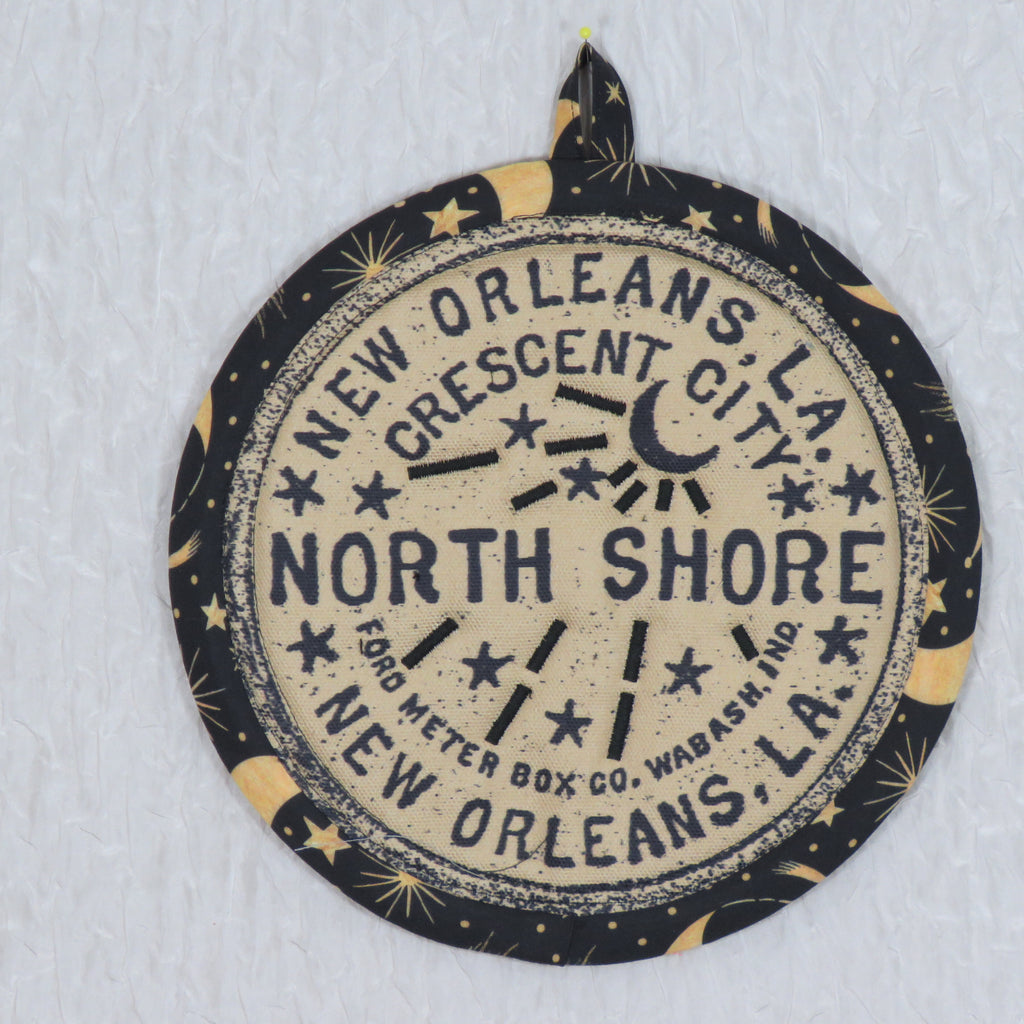 NEW ORLEANS, LA.
CRESCENT CITY
NORTH SHORE
FORD METER BOX CO. WABASH, IND.
NEW ORLEANS, LA.